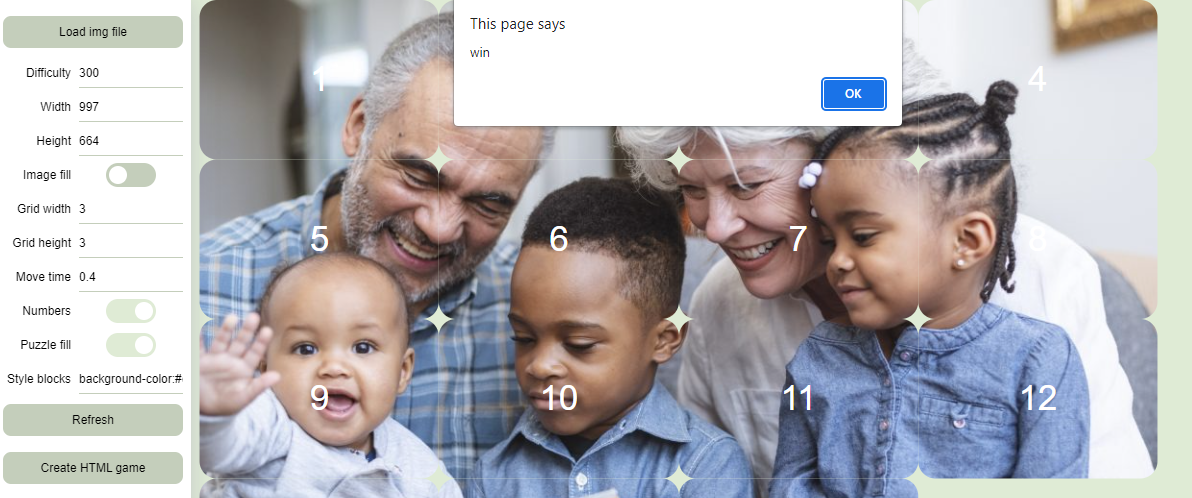 Load img file
Difficulty 300
Width 997
Height 664
Image fill
Grid width 3
Grid height 3
Move time 0.4
Numbers
Puzzle fill
Style blocks background-color:#
Refresh
Create HTML game
This page says
win
OK
1
4
5
6
7
8
9
10
11
12